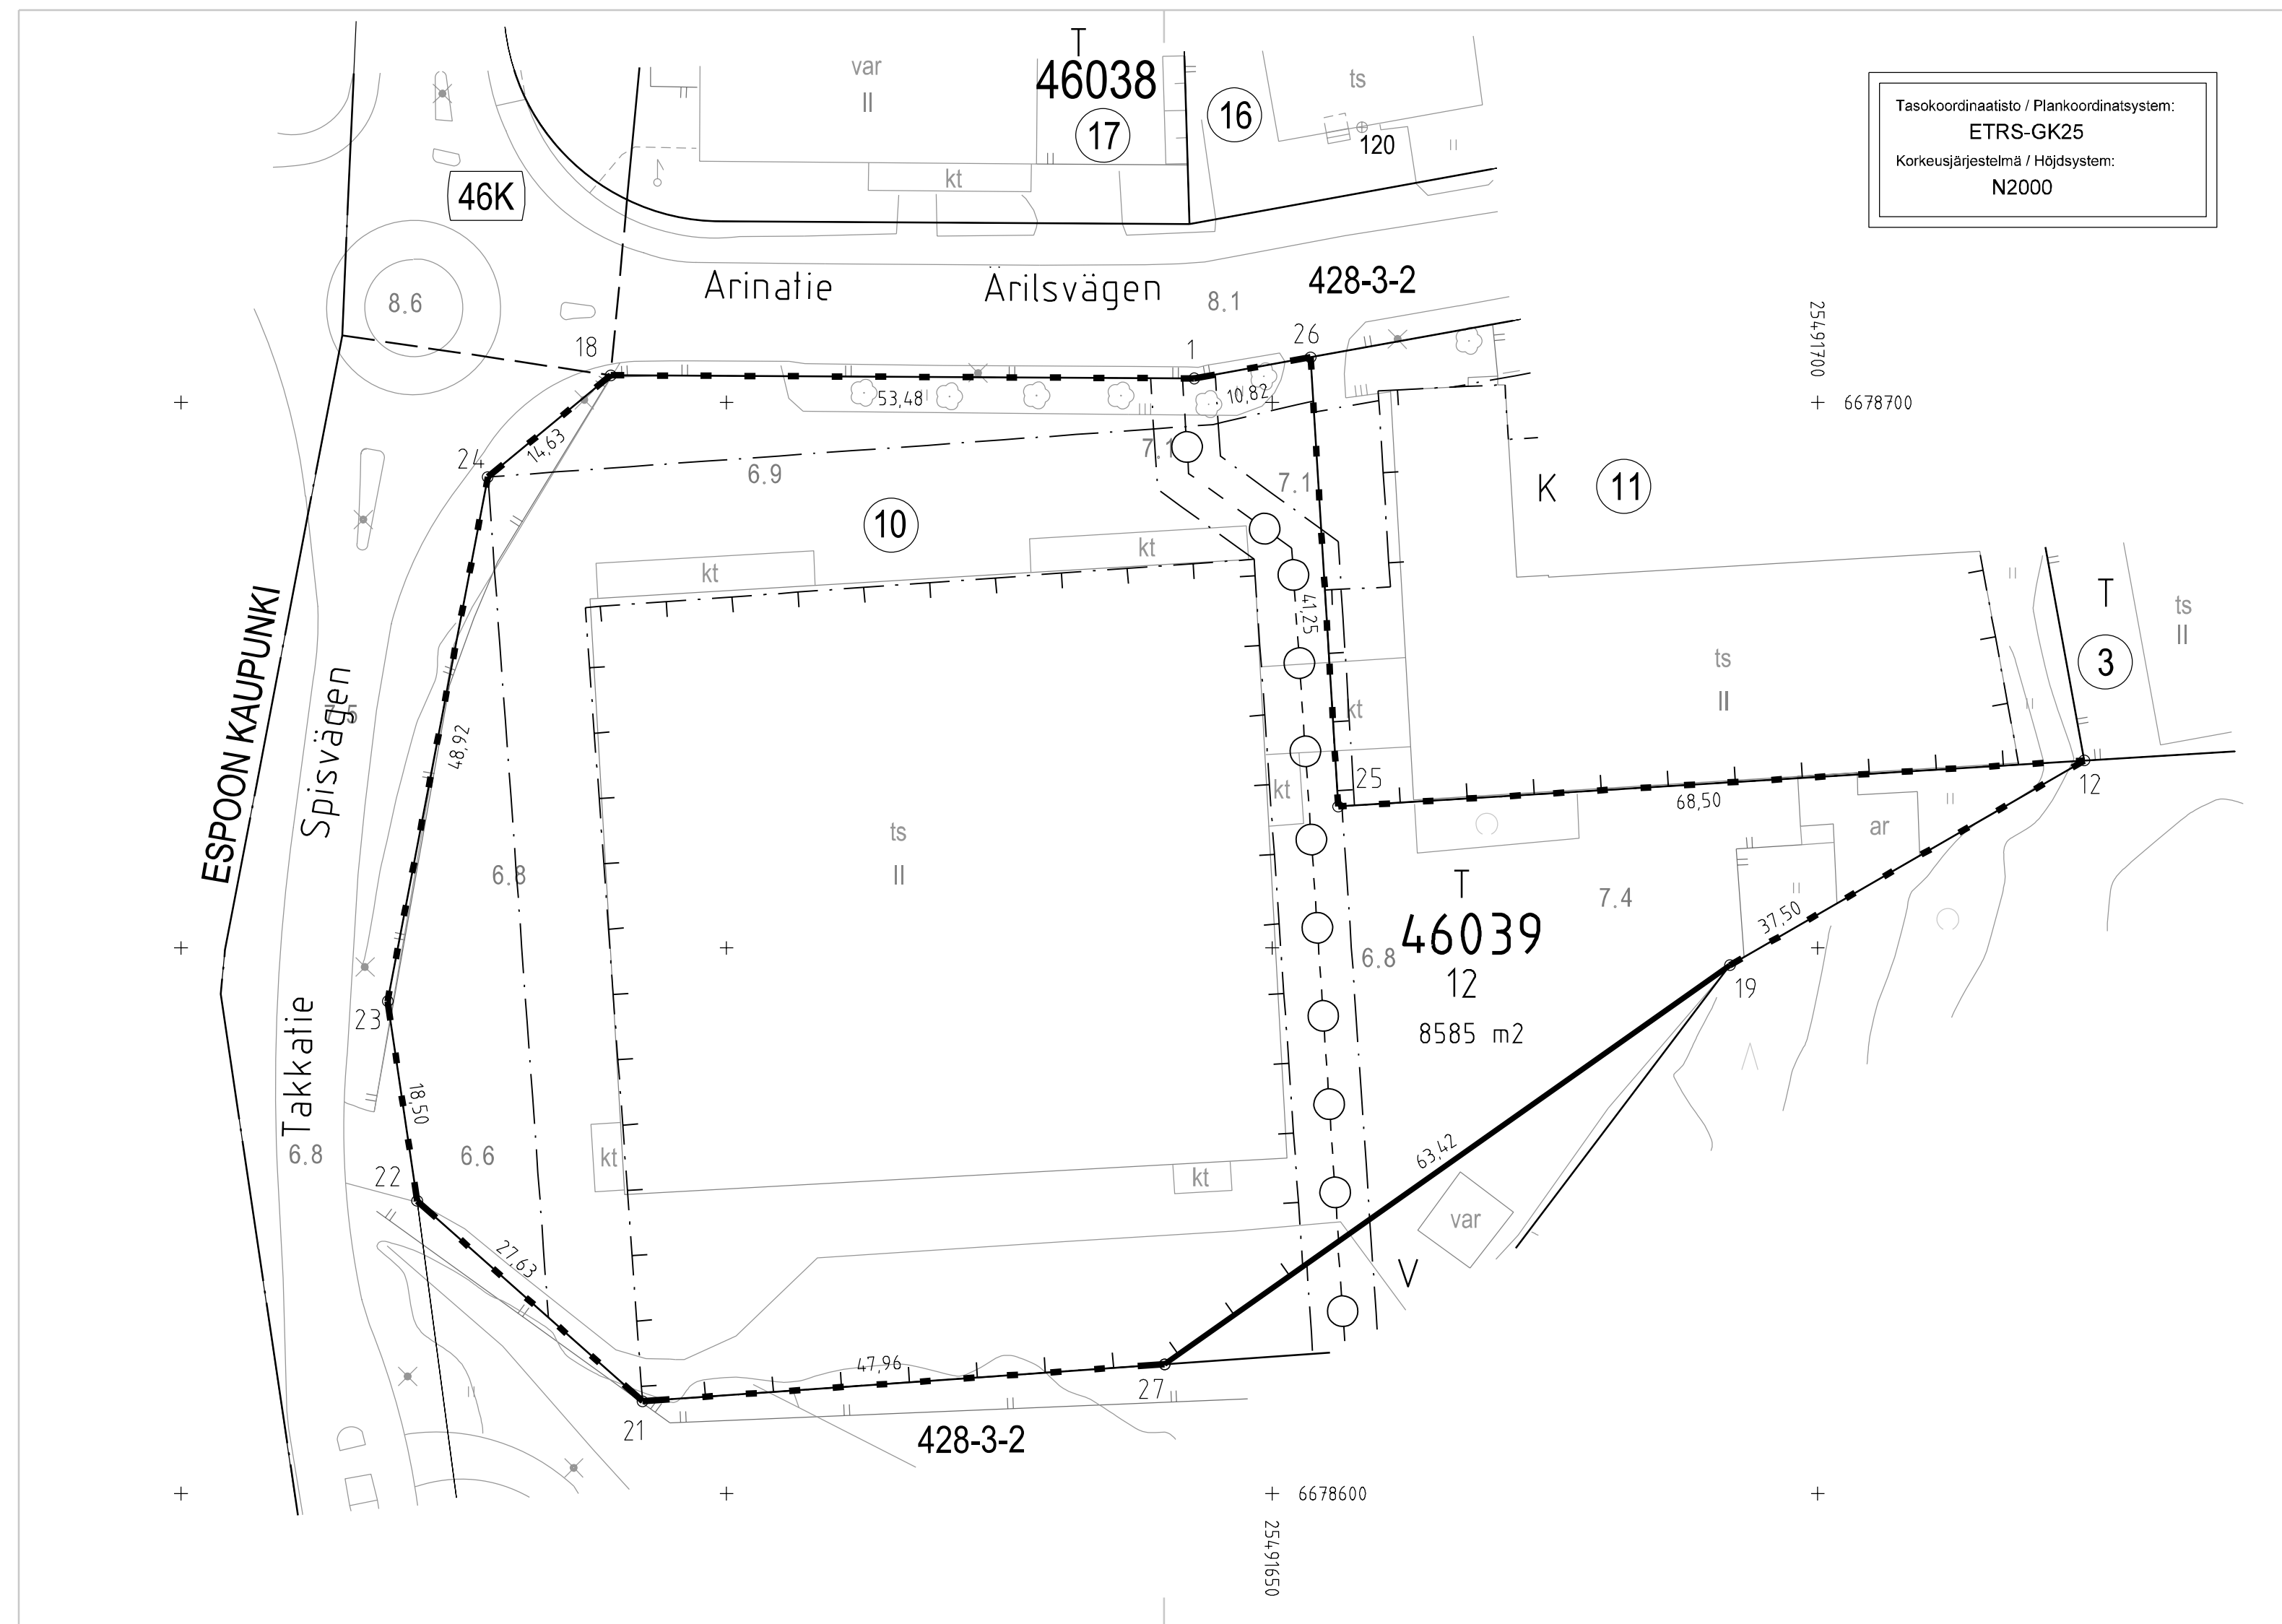 T
46038
17
16
var
II
ts
120
kt
46K
Tasokoordinaatisto / Plankoordinatsystem:
ETRS-GK25
Korkeusjärjestelmä / Höjdsystem:
N2000
Arinatie
Ärilsvägen
428-3-2
8.6
8.1
18
1
26
53,48
10,82
25491700
6678700
14,63
24
6.9
7.1
7.1
10
K
11
kt
kt
41,25
T
3
ts
II
ts
II
kt
ESPOON KAUPUNKI
Spisvägen
7.5
48,92
25
12
68,50
kt
ar
ts
II
6.8
T
46039
12
8585 m2
7.4
37,50
6.8
19
23
Takkatie
18,50
6.8
6.6
22
kt
kt
63,42
var
27,63
V
47,96
27
21
428-3-2
6678600
25491650